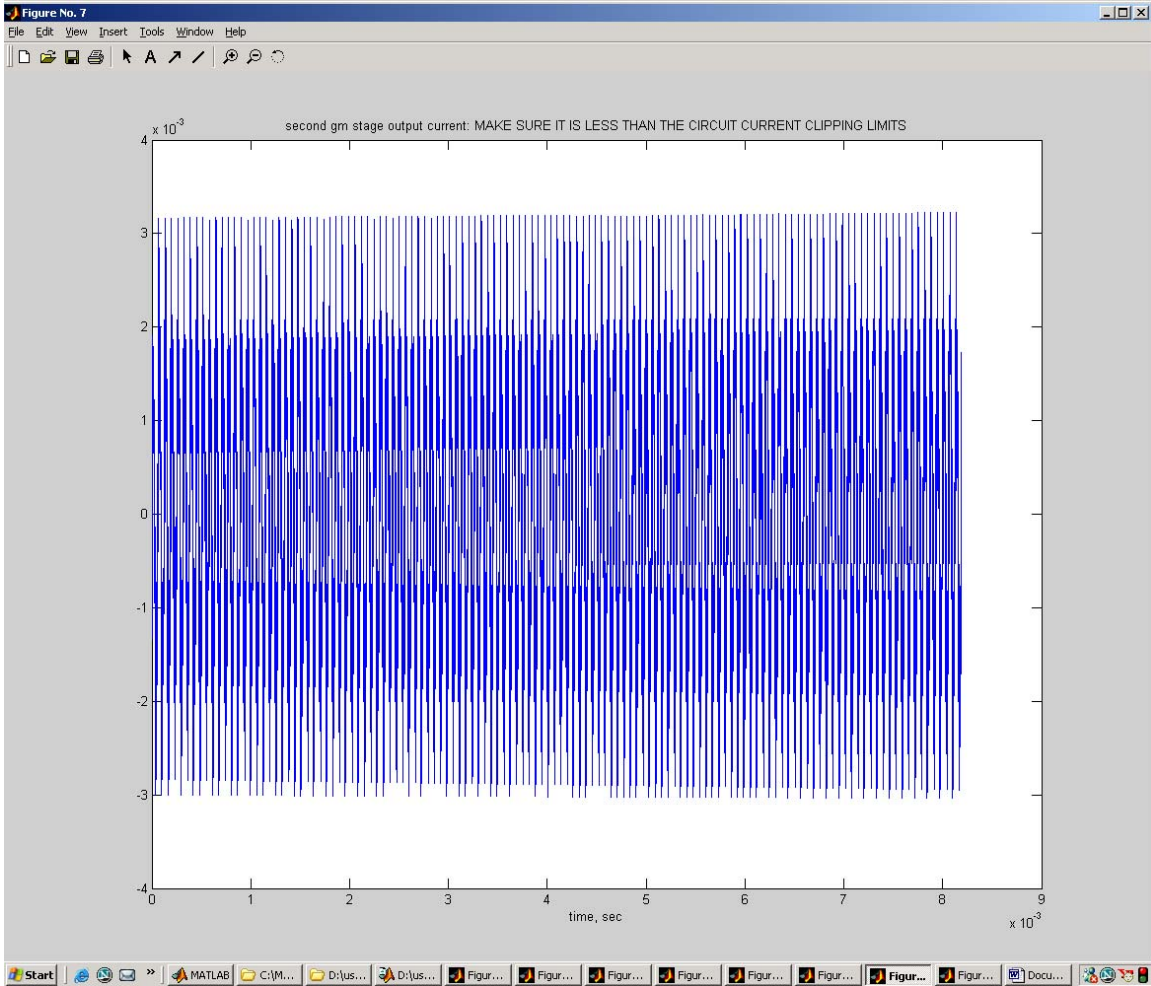 Figure No. 7
File Edit View Insert Tools Window Help
A
x 10^-3
second gm stage output current: MAKE SURE IT IS LESS THAN THE CIRCUIT CURRENT CLIPPING LIMITS
4
3
2
1
0
-1
-2
-3
-4
0 1 2 3 4 5 6 7 8 9
time, sec
x 10^-3
Start » MATLAB C:\M... D:\us... D:\us... Figur... Figur... Figur... Figur... Figur... Figur... Figur... Figur... Docu...